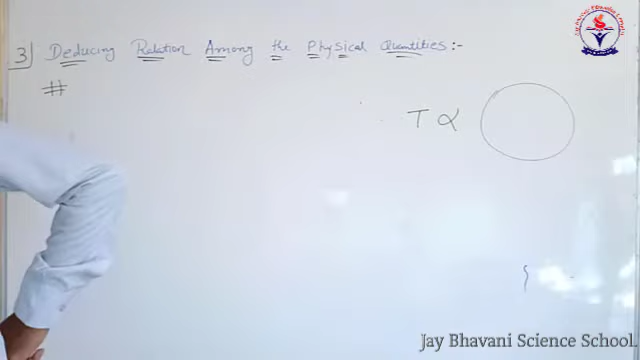 3] Deducing Relation Among the Physical Quantities :-
#
T ∝
Jay Bhavani Science School.